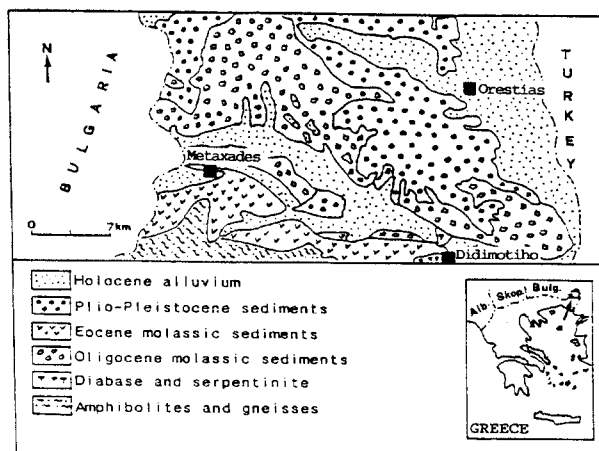 N
BULGARIA
TURKEY
Orestias
Metaxades
Didimotiho
0 7km
Holocene alluvium
Plio-Pleistocene sediments
Eocene molassic sediments
Oligocene molassic sediments
Diabase and serpentinite
Amphibolites and gneisses
Alb. Skop. Bulg.
GREECE